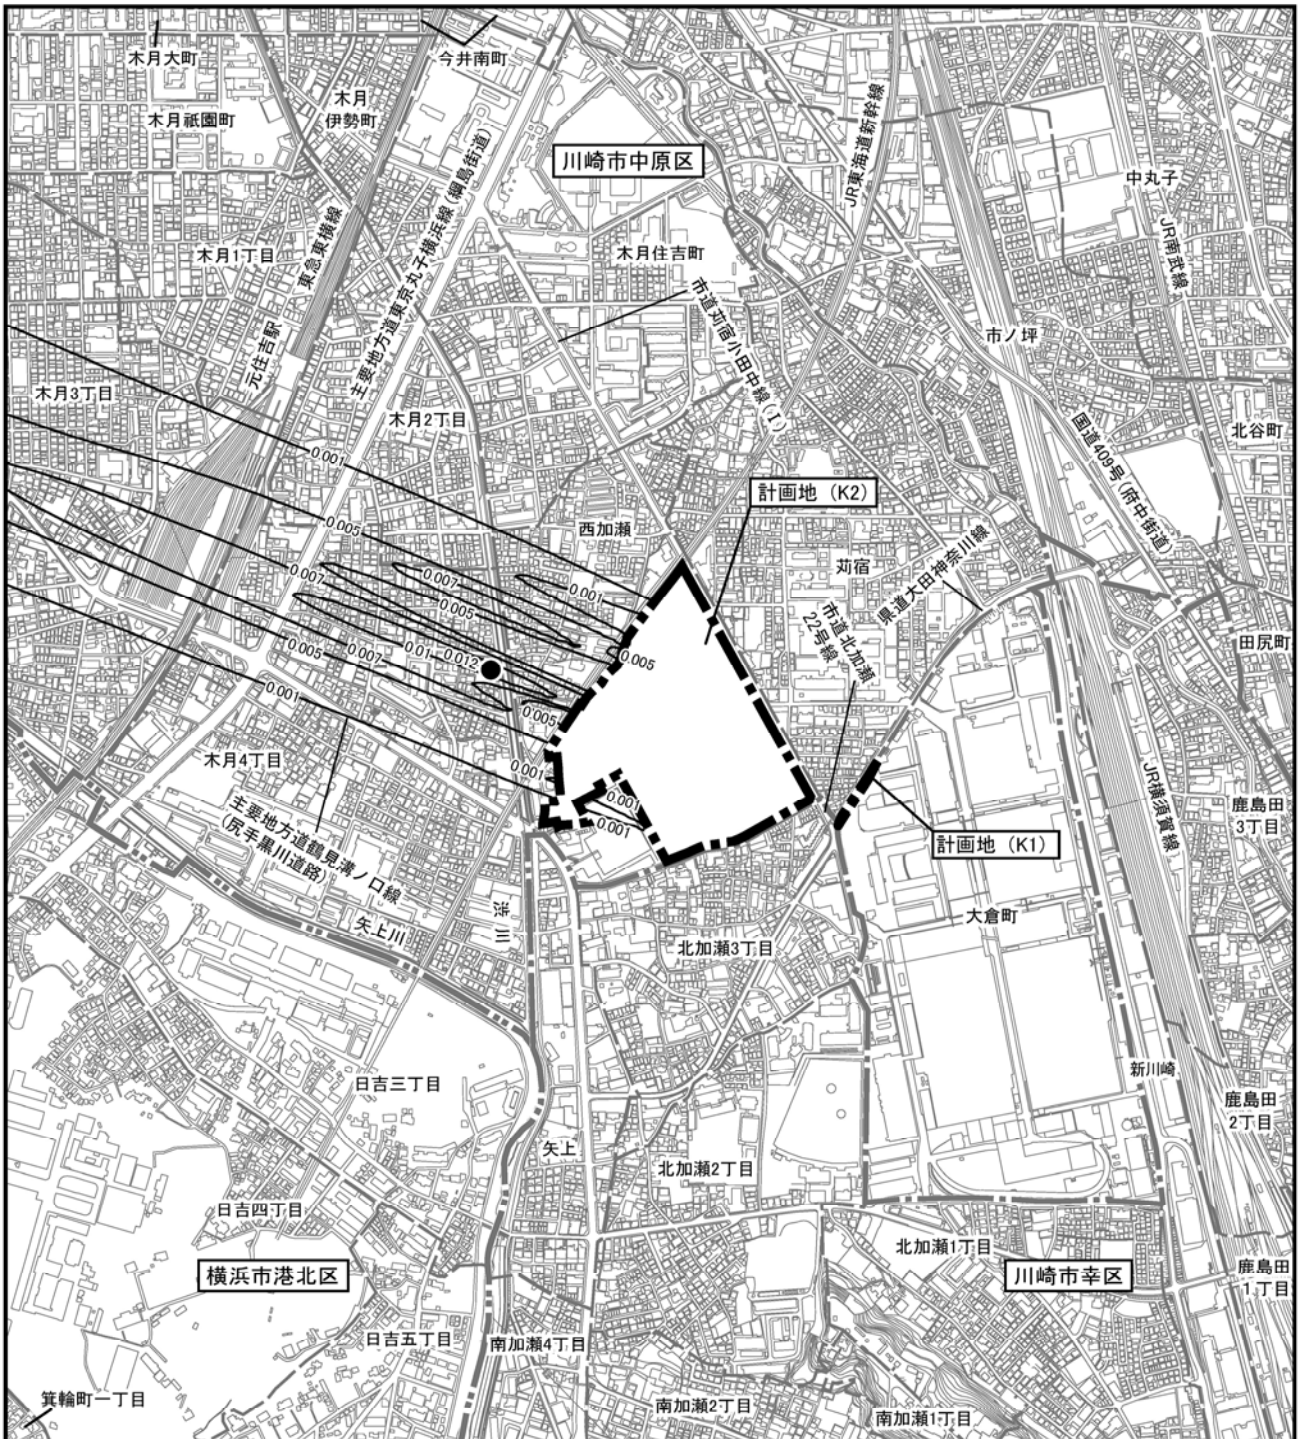 木月大町
今井南町
木月
伊勢町
木月祇園町
川崎市中原区
JR東海道新幹線
中丸子
主要地方道東京丸子横浜線(綱島街道)
木月1丁目
東急東横線
木月住吉町
JR南武線
市道苅宿小田中線(I)
元住吉駅
市ノ坪
木月3丁目
木月2丁目
国道409号(府中街道)
北谷町
0.001
計画地(K2)
0.005
西加瀬
県道大田神奈川線
0.007
0.007
0.001
苅宿
0.005
市道北加瀬
22号線
0.005
0.007
0.01
0.012
0.005
田尻町
0.001
0.005
木月4丁目
0.001
0.001
0.001
主要地方道鶴見溝ノ口線
(尻手黒川道路)
JR横須賀線
鹿島田
3丁目
計画地(K1)
矢上川
渋川
大倉町
北加瀬3丁目
新川崎
日吉三丁目
鹿島田
2丁目
矢上
北加瀬2丁目
日吉四丁目
北加瀬1丁目
横浜市港北区
川崎市幸区
鹿島田
1丁目
日吉五丁目
南加瀬4丁目
箕輪町一丁目
南加瀬2丁目
南加瀬1丁目